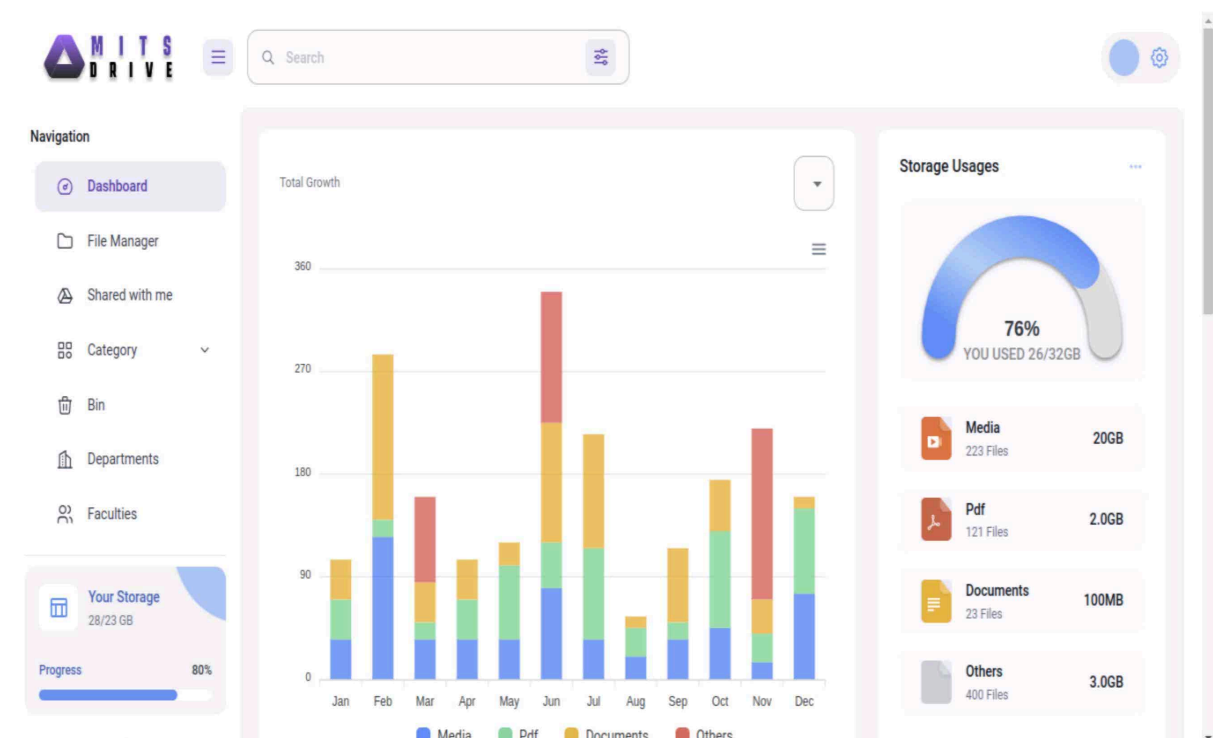 MITS
DRIVE
Search
Navigation
Dashboard
File Manager
Shared with me
Category
Bin
Departments
Faculties
Your Storage
28/23 GB
Progress 80%
Total Growth
360
270
180
90
0
Jan Feb Mar Apr May Jun Jul Aug Sep Oct Nov Dec
Media Pdf Documents Others
Storage Usages
76%
YOU USED 26/32GB
Media
223 Files
20GB
Pdf
121 Files
2.0GB
Documents
23 Files
100MB
Others
400 Files
3.0GB